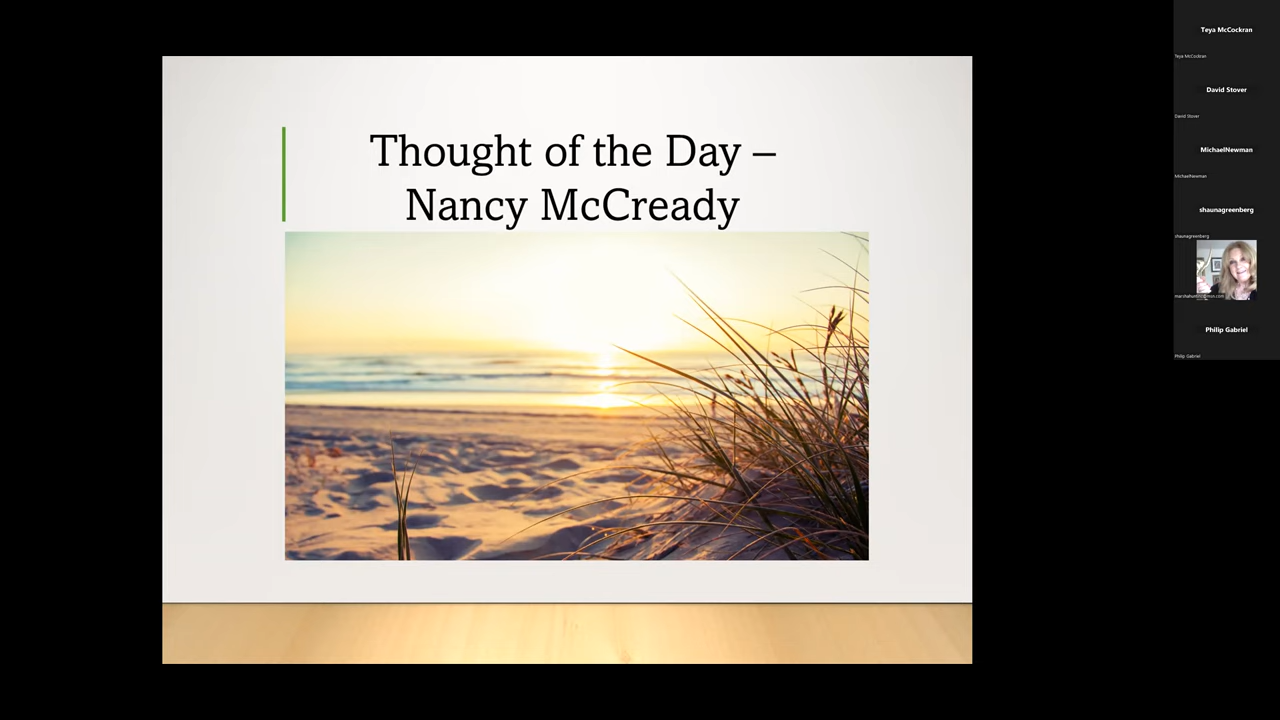 Thought of the Day –
Nancy McCready
Teya McCockran
Teya McCockran
David Stover
David Stover
MichaelNewman
MichaelNewman
shaunagreenberg
shaunagreenberg
Philip Gabriel
Philip Gabriel